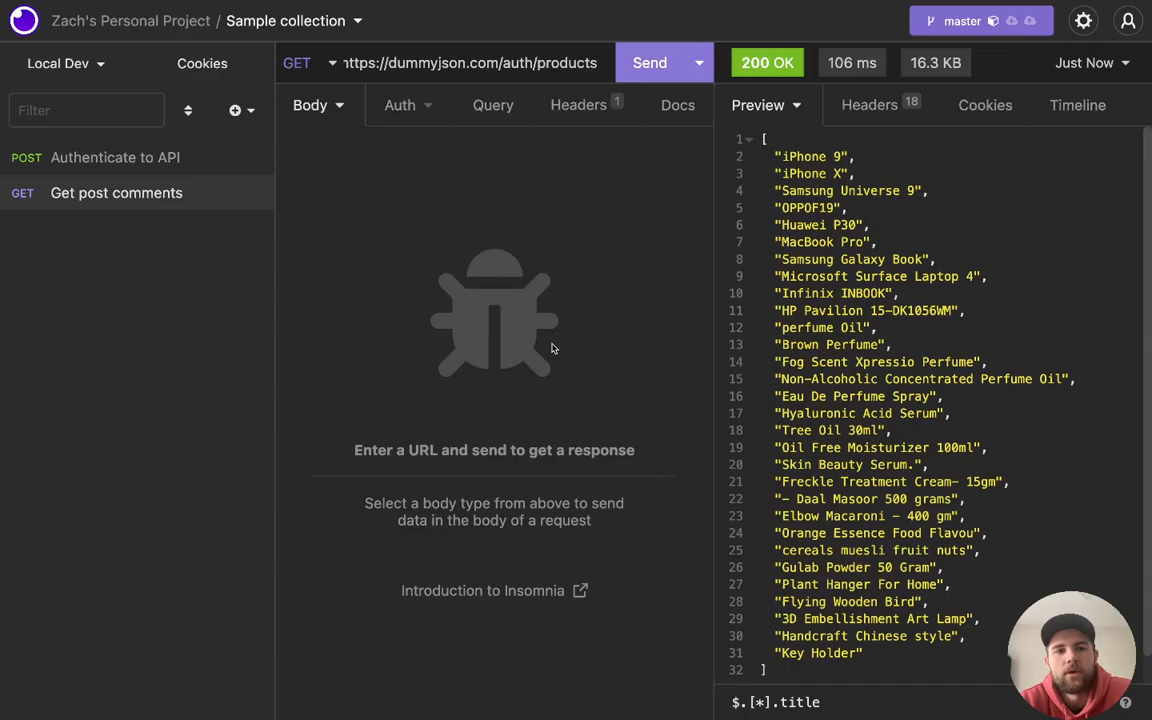 Zach's Personal Project / Sample collection
master
Local Dev
Cookies
GET
https://dummyjson.com/auth/products
Send
200 OK
106 ms
16.3 KB
Just Now
Filter
POST Authenticate to API
GET Get post comments
Body
Auth
Query
Headers 1
Docs
Enter a URL and send to get a response
Select a body type from above to send
data in the body of a request
Introduction to Insomnia
Preview
Headers 18
Cookies
Timeline
1 [
2 "iPhone 9",
3 "iPhone X",
4 "Samsung Universe 9",
5 "OPPOF19",
6 "Huawei P30",
7 "MacBook Pro",
8 "Samsung Galaxy Book",
9 "Microsoft Surface Laptop 4",
10 "Infinix INBOOK",
11 "HP Pavilion 15-DK1056WM",
12 "perfume Oil",
13 "Brown Perfume",
14 "Fog Scent Xpressio Perfume",
15 "Non-Alcoholic Concentrated Perfume Oil",
16 "Eau De Perfume Spray",
17 "Hyaluronic Acid Serum",
18 "Tree Oil 30ml",
19 "Oil Free Moisturizer 100ml",
20 "Skin Beauty Serum.",
21 "Freckle Treatment Cream- 15gm",
22 "- Daal Masoor 500 grams",
23 "Elbow Macaroni - 400 gm",
24 "Orange Essence Food Flavou",
25 "cereals muesli fruit nuts",
26 "Gulab Powder 50 Gram",
27 "Plant Hanger For Home",
28 "Flying Wooden Bird",
29 "3D Embellishment Art Lamp",
30 "Handcraft Chinese style",
31 "Key Holder"
32 ]
$.[*].title
?